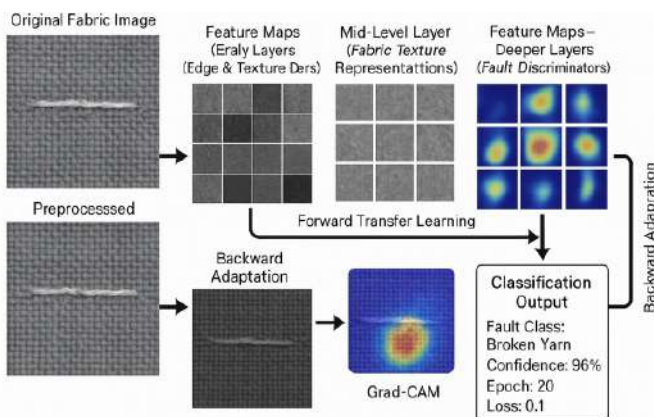 Original Fabric Image
Feature Maps
(Eraly Layers
(Edge & Texture Ders)
Mid-Level Layer
(Fabric Texture
Representattions)
Feature Maps–
Deeper Layers
(Fault Discriminators)
Preprocesssed
Forward Transfer Learning
Backward
Adaptation
Grad-CAM
Classification
Output
Fault Class:
Broken Yarn
Confidence: 96%
Epoch: 20
Loss: 0.1
Backward Adapration